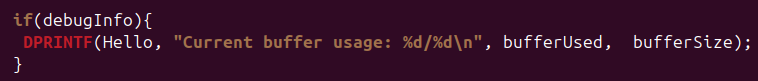 if(debugInfo){
 DPRINTF(Hello, "Current buffer usage: %d/%d\n", bufferUsed,  bufferSize);
}